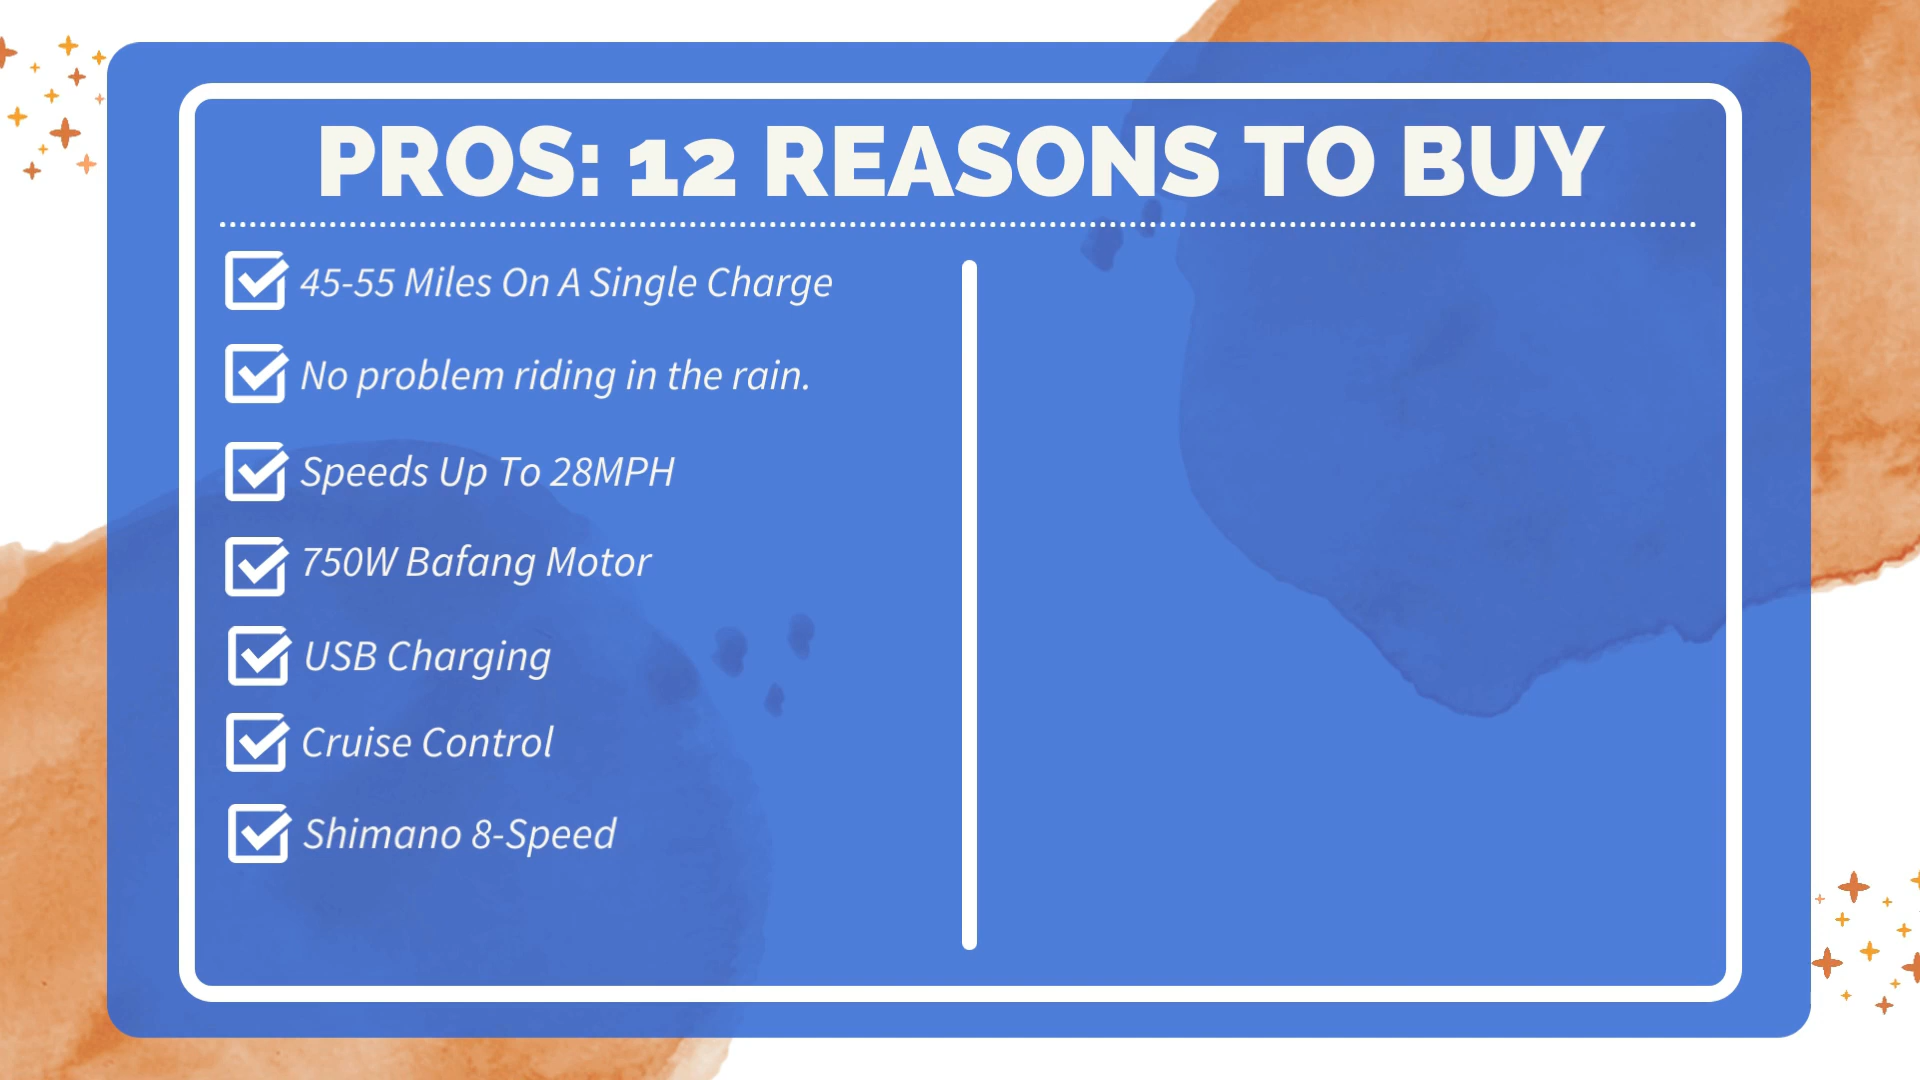 PROS: 12 REASONS TO BUY
45-55 Miles On A Single Charge
No problem riding in the rain.
Speeds Up To 28MPH
750W Bafang Motor
USB Charging
Cruise Control
Shimano 8-Speed